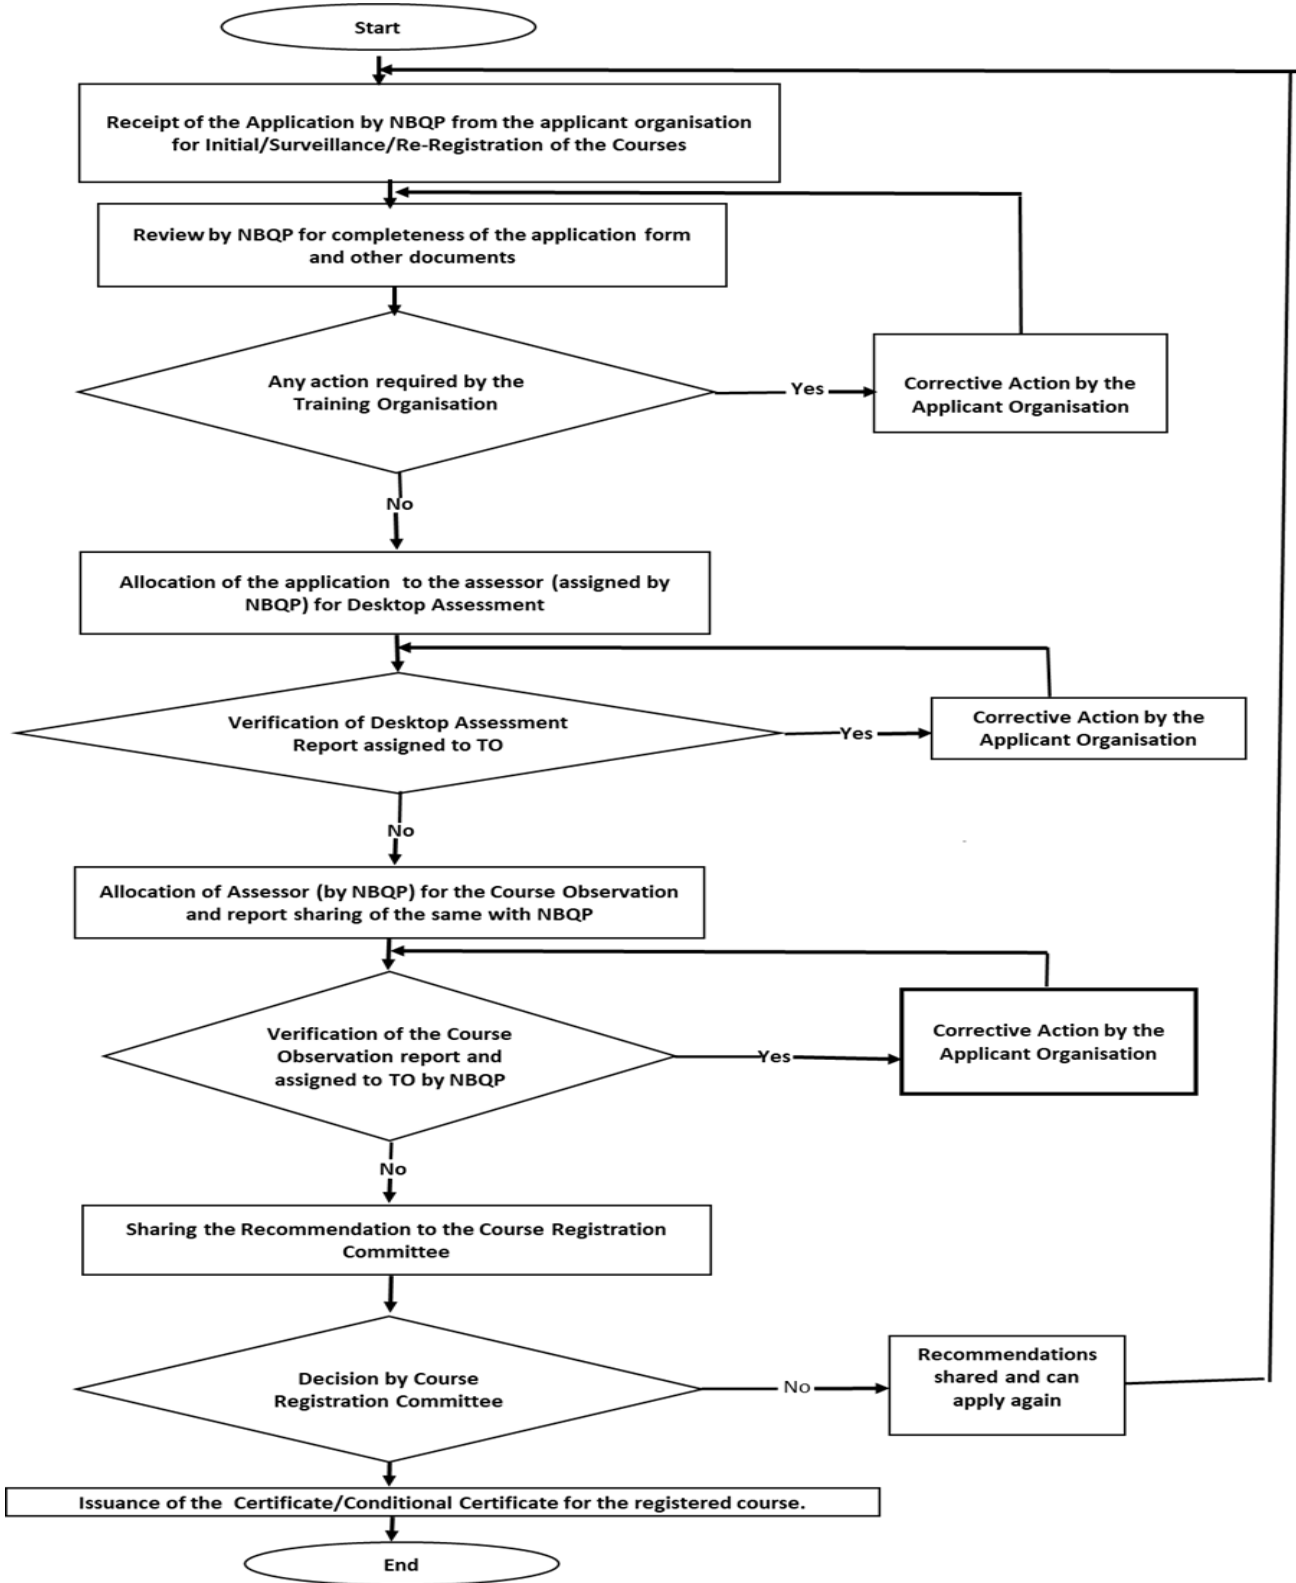 Start
Receipt of the Application by NBQP from the applicant organisation
for Initial/Surveillance/Re-Registration of the Courses
Review by NBQP for completeness of the application form
and other documents
Any action required by the
Training Organisation
Yes
Corrective Action by the
Applicant Organisation
No
Allocation of the application to the assessor (assigned by
NBQP) for Desktop Assessment
Verification of Desktop Assessment
Report assigned to TO
Yes
Corrective Action by the
Applicant Organisation
No
Allocation of Assessor (by NBQP) for the Course Observation
and report sharing of the same with NBQP
Verification of the Course
Observation report and
assigned to TO by NBQP
Yes
Corrective Action by the
Applicant Organisation
No
Sharing the Recommendation to the Course Registration
Committee
Decision by Course
Registration Committee
No
Recommendations
shared and can
apply again
Issuance of the Certificate/Conditional Certificate for the registered course.
End